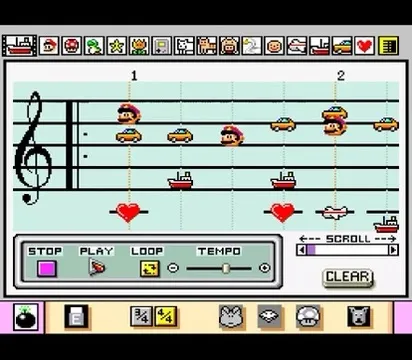 1 2
STOP PLAY LOOP TEMPO
SCROLL
CLEAR
3/4 4/4